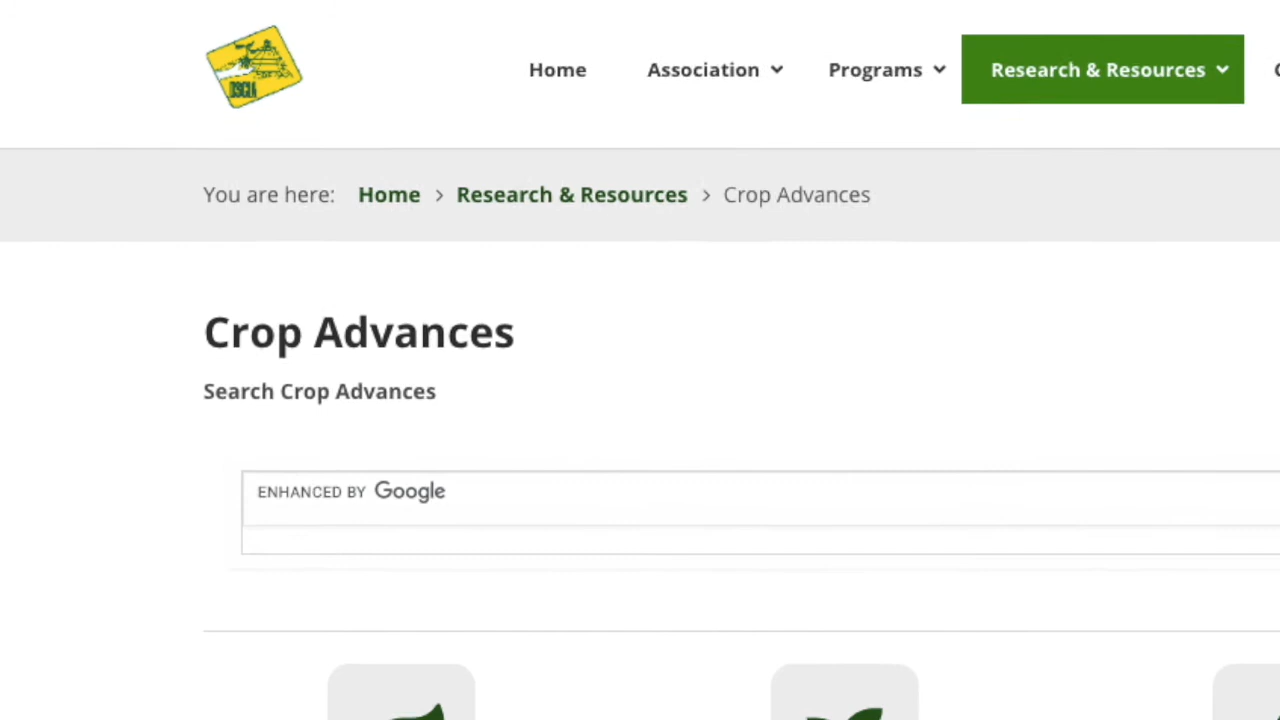 OSCIA
Home Association Programs Research & Resources
You are here: Home > Research & Resources > Crop Advances
Crop Advances
Search Crop Advances
ENHANCED BY Google